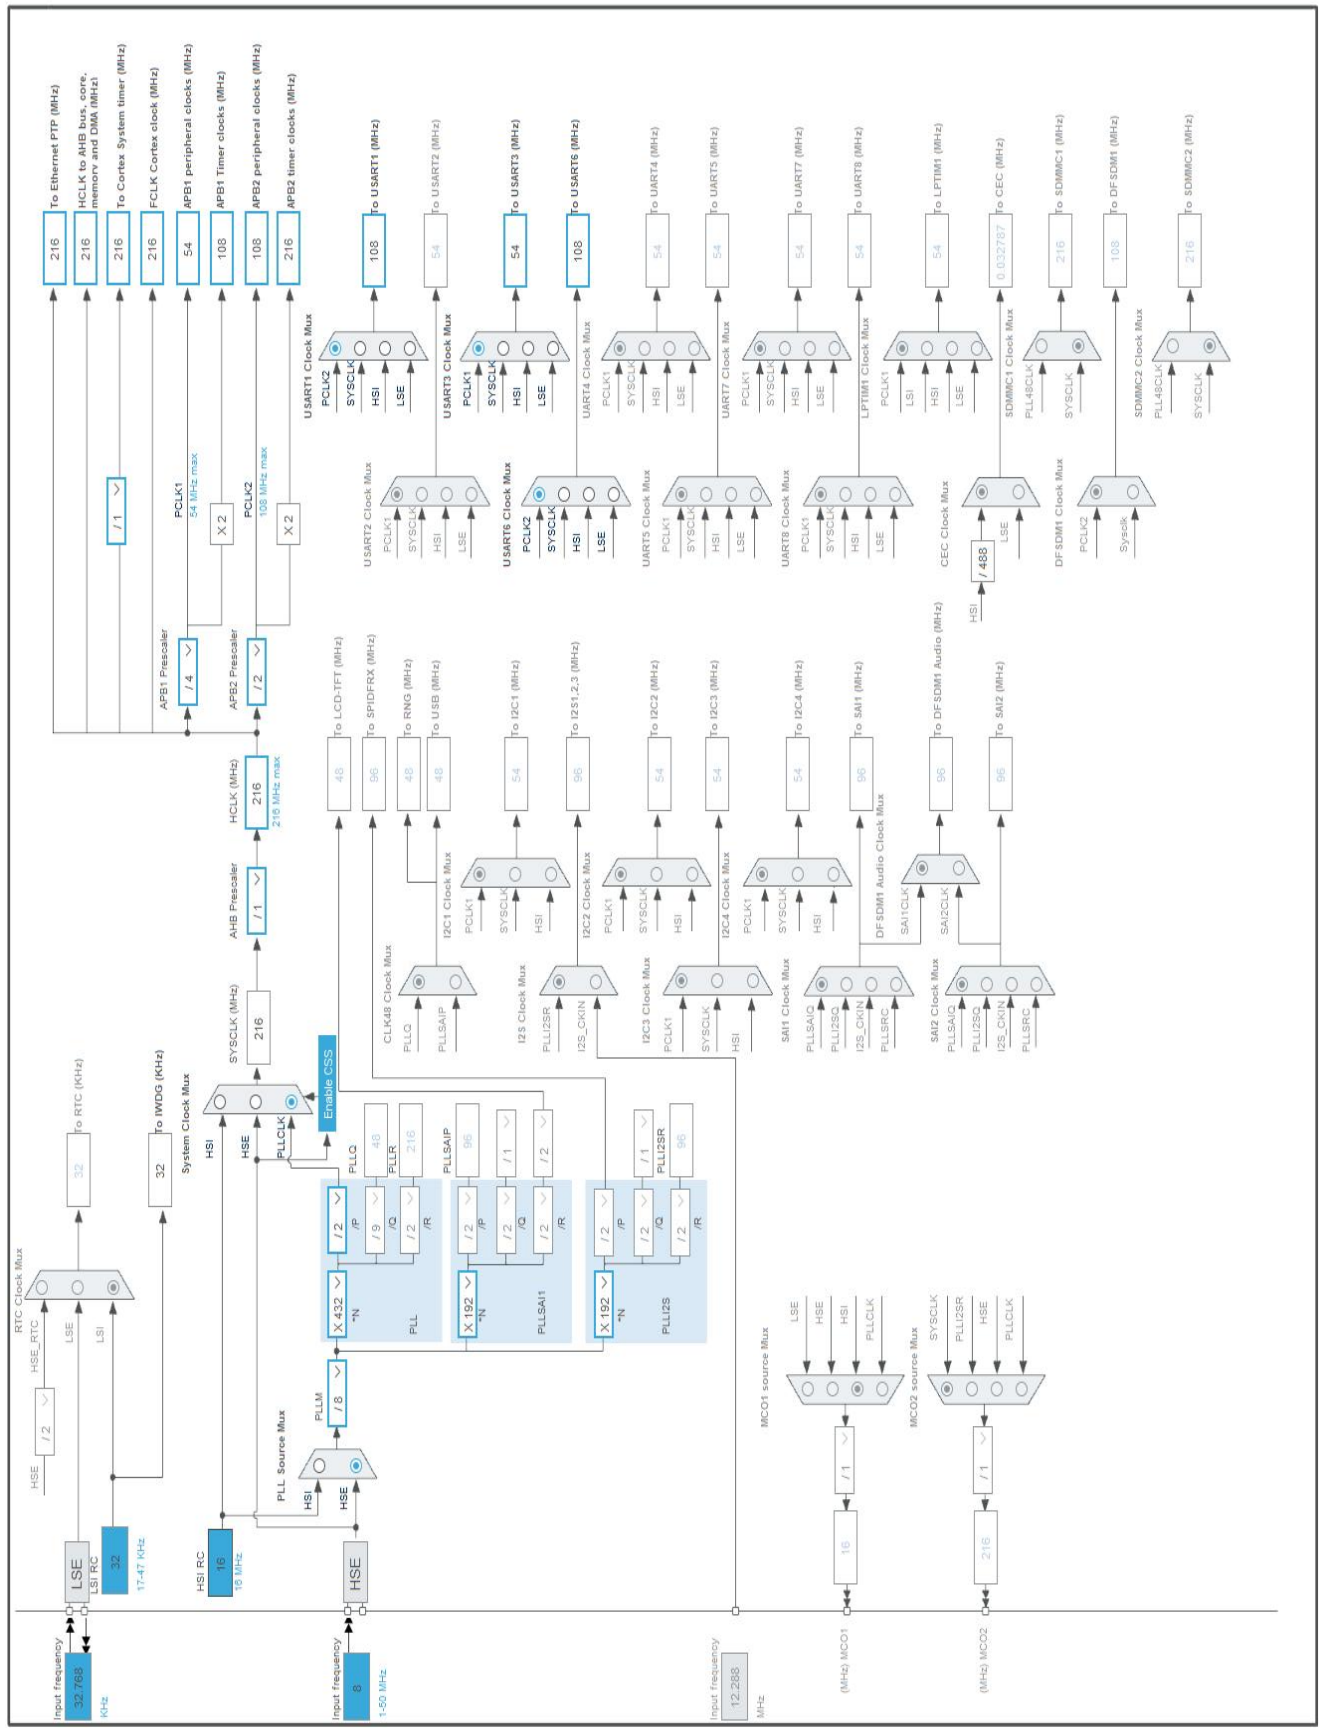 Input frequency
32.768
KHz
LSE
LSI RC
32
17-47 KHz
HSE
/ 2
HSE_RTC
LSE
LSI
RTC Clock Mux
32
To RTC (KHz)
32
To IWDG (KHz)
HSI RC
16
16 MHz
Input frequency
8
1-50 MHz
HSE
PLL Source Mux
HSI
HSE
PLLM
/ 8
X 432
*N
PLL
/ 2
/P
/ 9
/Q
/ 2
/R
PLLQ
48
PLLR
216
X 192
*N
PLLSAI1
/ 2
/P
/ 2
/Q
/ 2
/R
PLLSAIP
96
/ 1
/ 2
X 192
*N
PLLI2S
/ 2
/P
/ 2
/Q
/ 2
/R
/ 1
PLLI2SR
96
System Clock Mux
HSI
HSE
PLLCLK
Enable CSS
SYSCLK (MHz)
216
AHB Prescaler
/ 1
HCLK (MHz)
216
216 MHz max
APB1 Prescaler
/ 4
APB2 Prescaler
/ 2
/ 1
PCLK1
54 MHz max
X 2
PCLK2
108 MHz max
X 2
216
To Ethernet PTP (MHz)
216
HCLK to AHB bus, core,
memory and DMA (MHz)
216
To Cortex System timer (MHz)
216
FCLK Cortex clock (MHz)
54
APB1 peripheral clocks (MHz)
108
APB1 Timer clocks (MHz)
108
APB2 peripheral clocks (MHz)
216
APB2 timer clocks (MHz)
48
To LCD-TFT (MHz)
96
To SPIDFRX (MHz)
48
To RNG (MHz)
48
To USB (MHz)
CLK48 Clock Mux
PLLQ
PLLSAIP
I2C1 Clock Mux
PCLK1
SYSCLK
HSI
54
To I2C1 (MHz)
I2S Clock Mux
PLLI2SR
I2S_CKIN
96
To I2S1,2,3 (MHz)
I2C2 Clock Mux
PCLK1
SYSCLK
HSI
54
To I2C2 (MHz)
I2C3 Clock Mux
PCLK1
SYSCLK
HSI
54
To I2C3 (MHz)
I2C4 Clock Mux
PCLK1
SYSCLK
HSI
54
To I2C4 (MHz)
SAI1 Clock Mux
PLLSAIQ
PLLI2SQ
I2S_CKIN
PLLSRC
96
To SAI1 (MHz)
DFSDM1 Audio Clock Mux
SAI1CLK
SAI2CLK
96
To DFSDM1 Audio (MHz)
SAI2 Clock Mux
PLLSAIQ
PLLI2SQ
I2S_CKIN
PLLSRC
96
To SAI2 (MHz)
USART1 Clock Mux
PCLK2
SYSCLK
HSI
LSE
108
To USART1 (MHz)
USART2 Clock Mux
PCLK1
SYSCLK
HSI
LSE
54
To USART2 (MHz)
USART3 Clock Mux
PCLK1
SYSCLK
HSI
LSE
54
To USART3 (MHz)
USART6 Clock Mux
PCLK2
SYSCLK
HSI
LSE
108
To USART6 (MHz)
UART4 Clock Mux
PCLK1
SYSCLK
HSI
LSE
54
To UART4 (MHz)
UART5 Clock Mux
PCLK1
SYSCLK
HSI
LSE
54
To UART5 (MHz)
UART7 Clock Mux
PCLK1
SYSCLK
HSI
LSE
54
To UART7 (MHz)
UART8 Clock Mux
PCLK1
SYSCLK
HSI
LSE
54
To UART8 (MHz)
LPTIM1 Clock Mux
PCLK1
LSI
HSI
LSE
54
To LPTIM1 (MHz)
CEC Clock Mux
HSI
/ 488
LSE
0.032787
To CEC (MHz)
SDMMC1 Clock Mux
PLL48CLK
SYSCLK
216
To SDMMC1 (MHz)
DFSDM1 Clock Mux
PCLK2
Sysclk
108
To DFSDM1 (MHz)
SDMMC2 Clock Mux
PLL48CLK
SYSCLK
216
To SDMMC2 (MHz)
Input frequency
12.288
MHz
(MHz) MCO1
16
/ 1
MCO1 source Mux
LSE
HSE
HSI
PLLCLK
(MHz) MCO2
216
/ 1
MCO2 source Mux
SYSCLK
PLLI2SR
HSE
PLLCLK